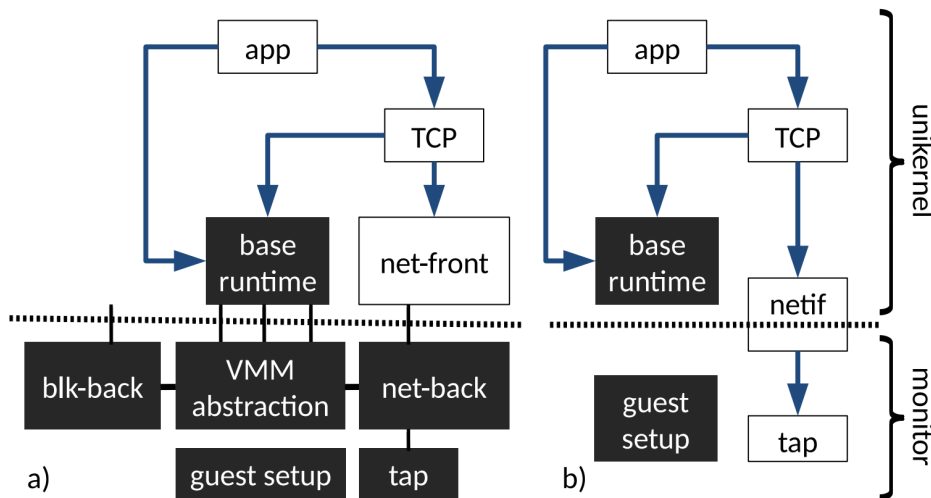 app
TCP
base
runtime
net-front
blk-back
VMM
abstraction
net-back
guest setup
tap
a)
app
TCP
base
runtime
netif
guest
setup
tap
b)
unikernel
monitor